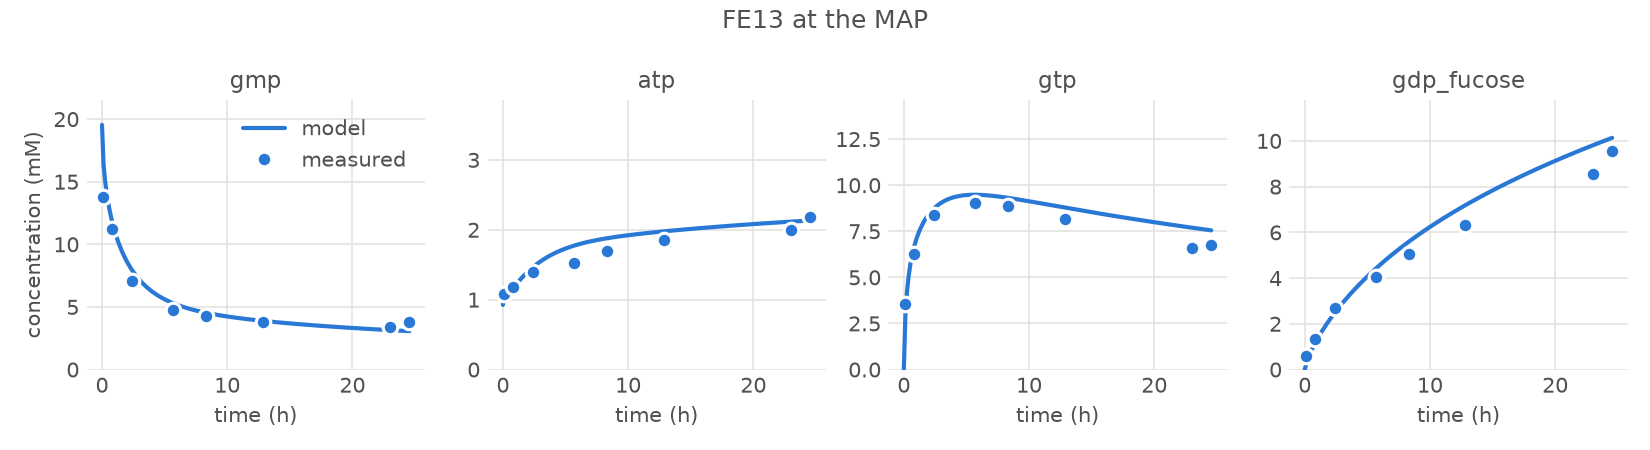 FE13 at the MAP
gmp
concentration (mM)
20
15
10
5
0
model
measured
0 10 20
time (h)
atp
3
2
1
0
0 10 20
time (h)
gtp
12.5
10.0
7.5
5.0
2.5
0.0
0 10 20
time (h)
gdp_fucose
10
8
6
4
2
0
0 10 20
time (h)